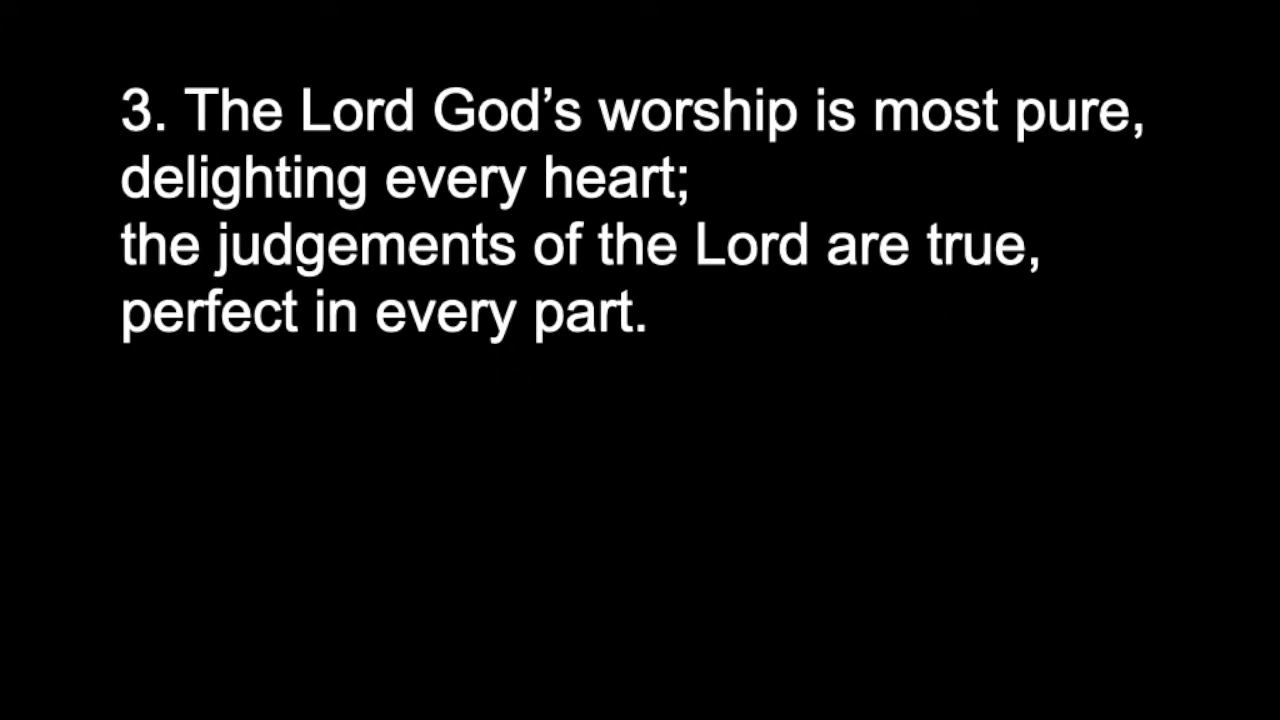 3. The Lord God’s worship is most pure,
delighting every heart;
the judgements of the Lord are true,
perfect in every part.